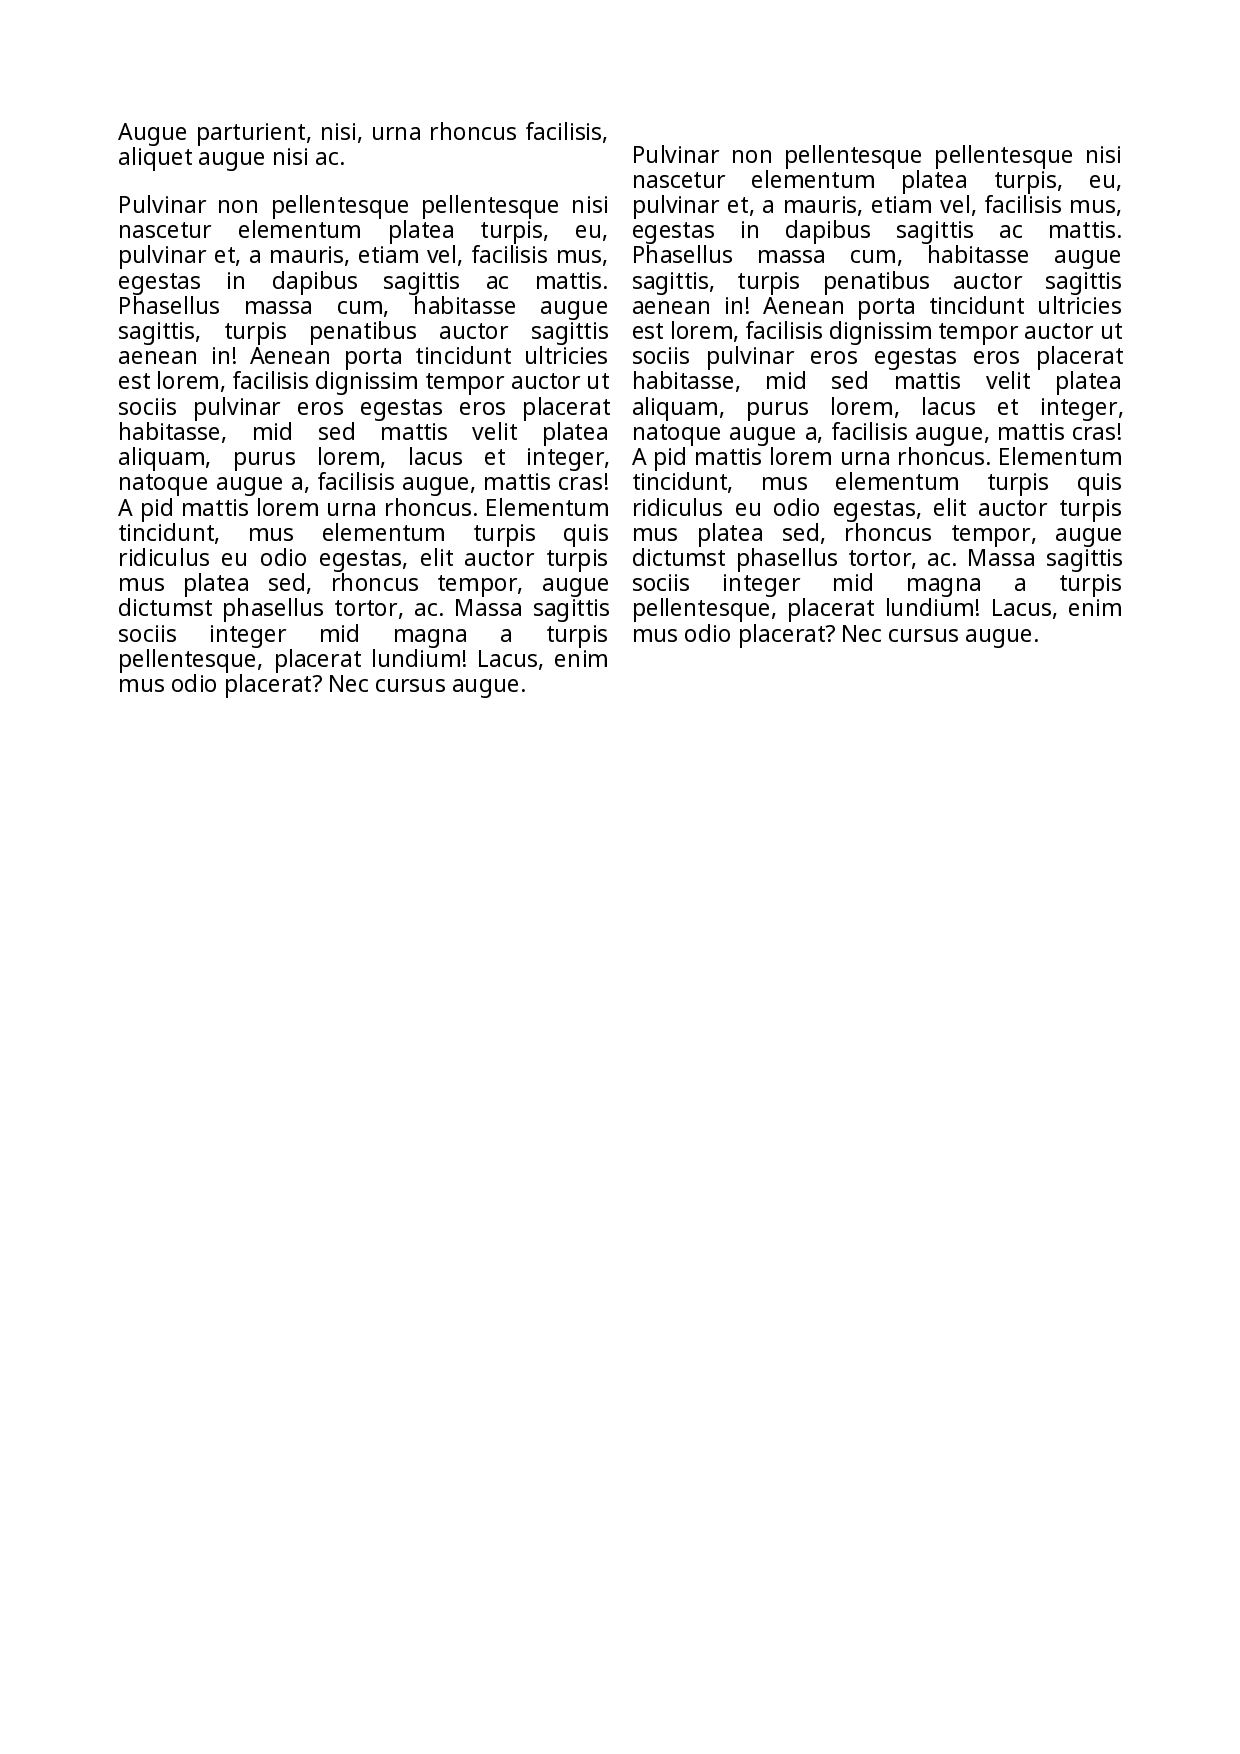 Augue parturient, nisi, urna rhoncus facilisis,
aliquet augue nisi ac.
Pulvinar non pellentesque pellentesque nisi
nascetur elementum platea turpis, eu,
pulvinar et, a mauris, etiam vel, facilisis mus,
egestas in dapibus sagittis ac mattis.
Phasellus massa cum, habitasse augue
sagittis, turpis penatibus auctor sagittis
aenean in! Aenean porta tincidunt ultricies
est lorem, facilisis dignissim tempor auctor ut
sociis pulvinar eros egestas eros placerat
habitasse, mid sed mattis velit platea
aliquam, purus lorem, lacus et integer,
natoque augue a, facilisis augue, mattis cras!
A pid mattis lorem urna rhoncus. Elementum
tincidunt, mus elementum turpis quis
ridiculus eu odio egestas, elit auctor turpis
mus platea sed, rhoncus tempor, augue
dictumst phasellus tortor, ac. Massa sagittis
sociis integer mid magna a turpis
pellentesque, placerat lundium! Lacus, enim
mus odio placerat? Nec cursus augue.
Pulvinar non pellentesque pellentesque nisi
nascetur elementum platea turpis, eu,
pulvinar et, a mauris, etiam vel, facilisis mus,
egestas in dapibus sagittis ac mattis.
Phasellus massa cum, habitasse augue
sagittis, turpis penatibus auctor sagittis
aenean in! Aenean porta tincidunt ultricies
est lorem, facilisis dignissim tempor auctor ut
sociis pulvinar eros egestas eros placerat
habitasse, mid sed mattis velit platea
aliquam, purus lorem, lacus et integer,
natoque augue a, facilisis augue, mattis cras!
A pid mattis lorem urna rhoncus. Elementum
tincidunt, mus elementum turpis quis
ridiculus eu odio egestas, elit auctor turpis
mus platea sed, rhoncus tempor, augue
dictumst phasellus tortor, ac. Massa sagittis
sociis integer mid magna a turpis
pellentesque, placerat lundium! Lacus, enim
mus odio placerat? Nec cursus augue.